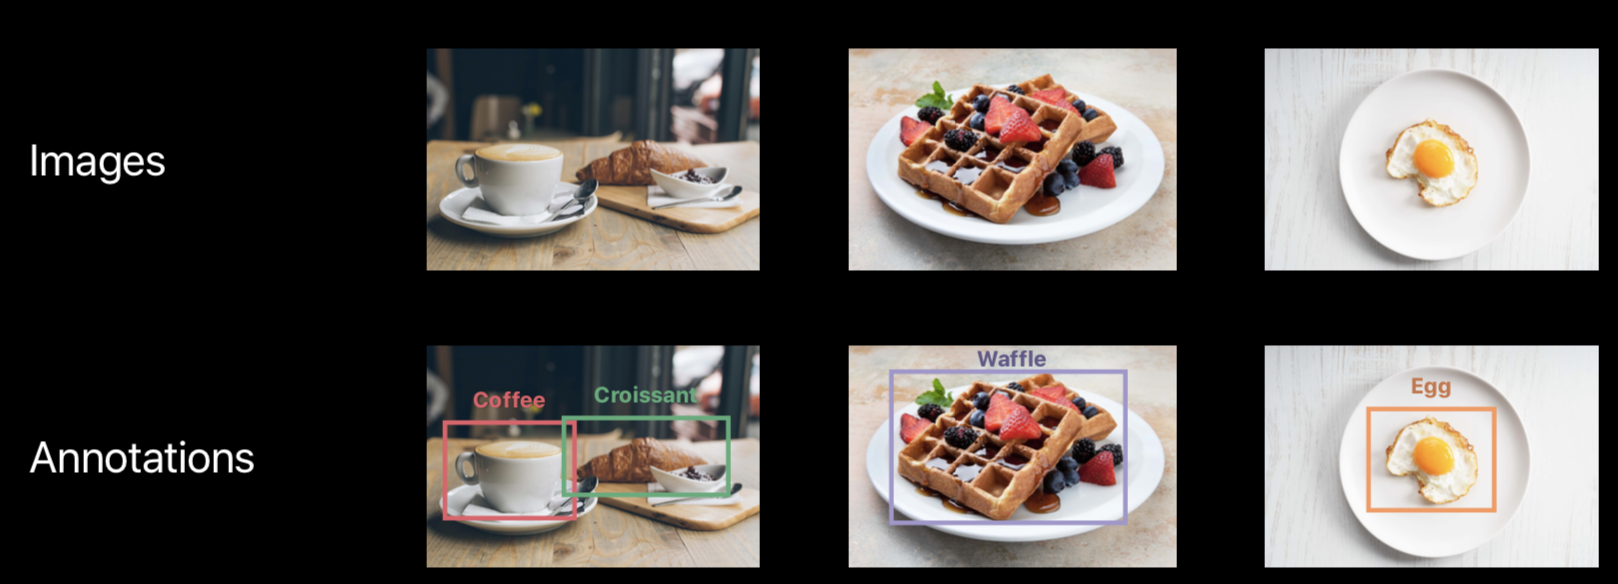 Images
Annotations
Coffee
Croissant
Waffle
Egg